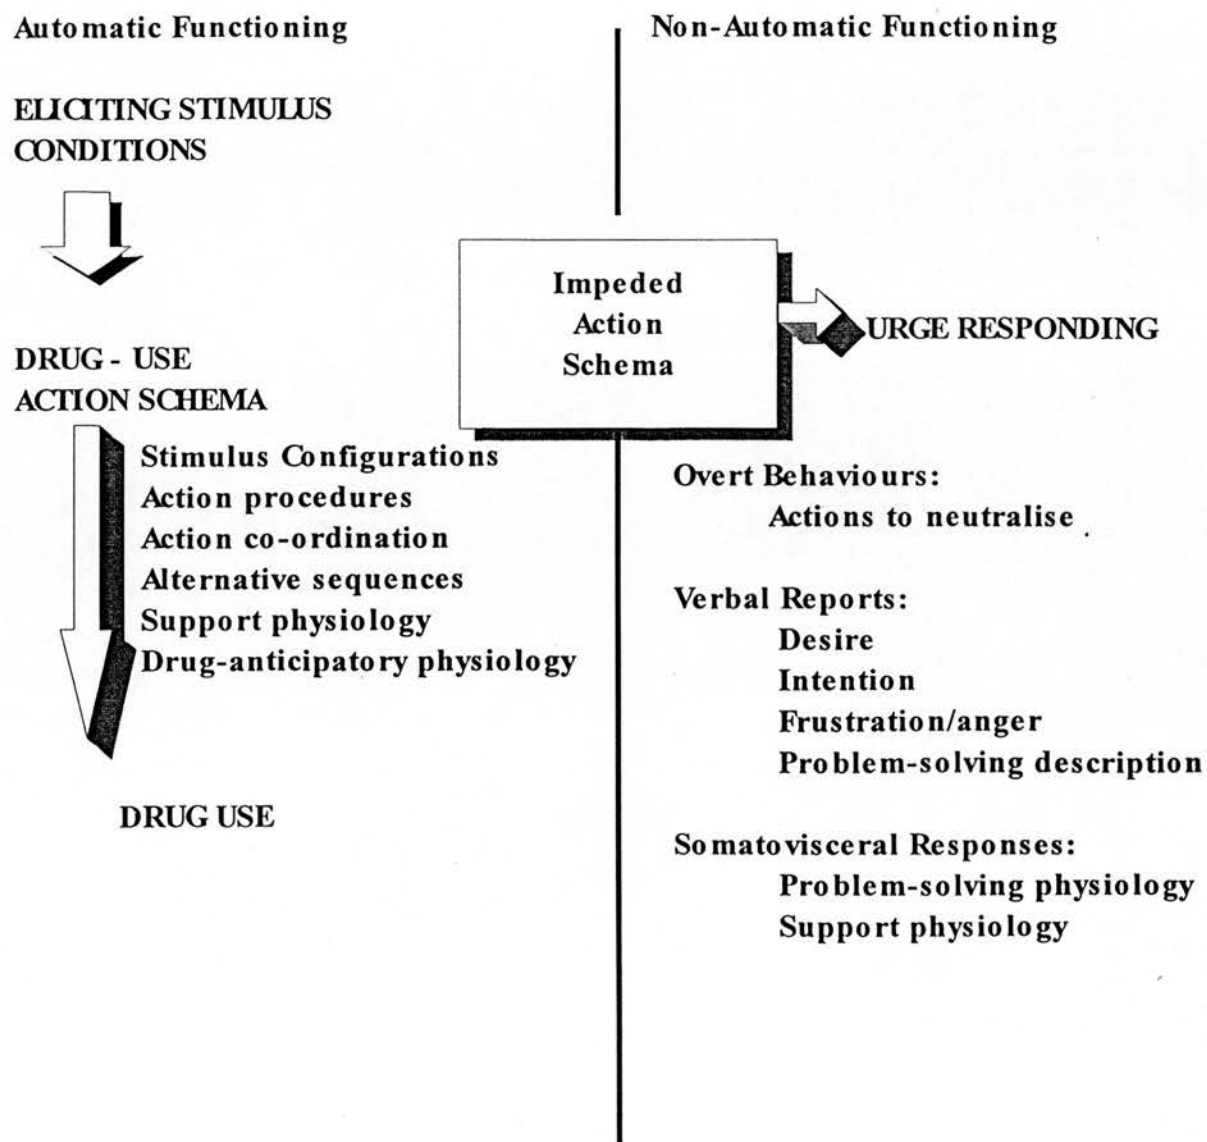 Automatic Functioning
ELICITING STIMULUS
CONDITIONS
DRUG - USE
ACTION SCHEMA
Stimulus Configurations
Action procedures
Action co-ordination
Alternative sequences
Support physiology
Drug-anticipatory physiology
DRUG USE
Impeded
Action
Schema
Non-Automatic Functioning
URGE RESPONDING
Overt Behaviours:
Actions to neutralise
Verbal Reports:
Desire
Intention
Frustration/anger
Problem-solving description
Somatovisceral Responses:
Problem-solving physiology
Support physiology